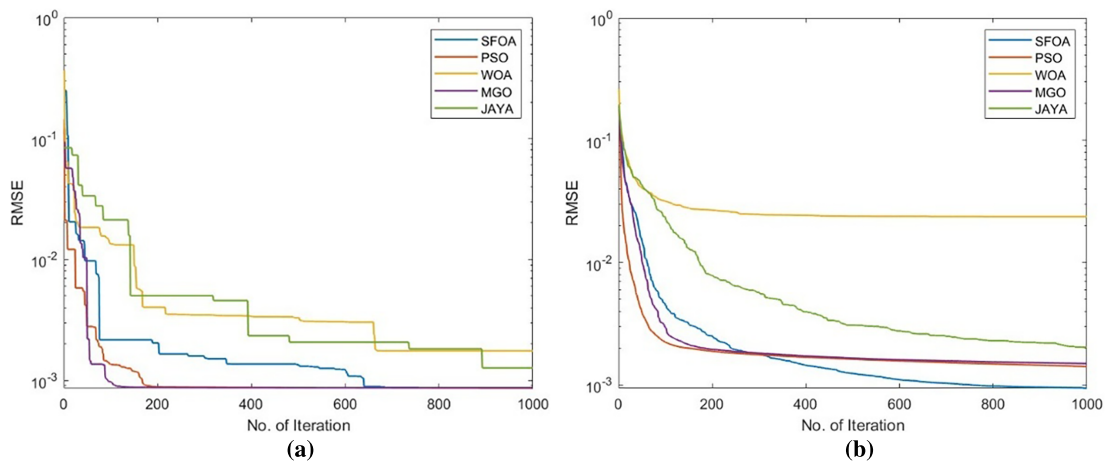 10^0
SFOA
PSO
WOA
MGO
JAYA
10^-1
RMSE
10^-2
10^-3
0 200 400 600 800 1000
No. of Iteration
(a)
10^0
SFOA
PSO
WOA
MGO
JAYA
10^-1
RMSE
10^-2
10^-3
0 200 400 600 800 1000
No. of Iteration
(b)